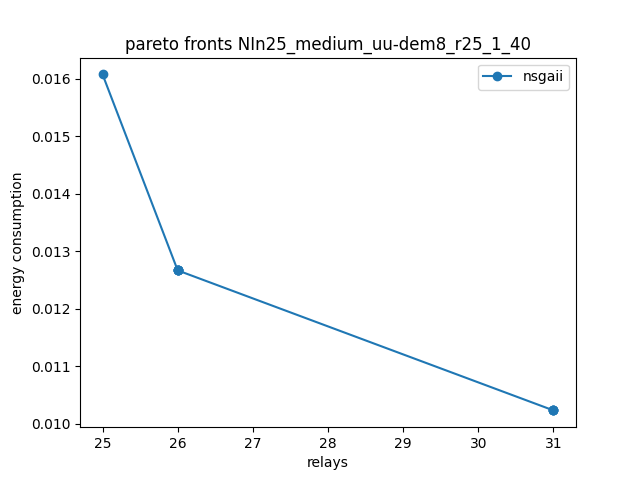 pareto fronts NIn25_medium_uu-dem8_r25_1_40
nsgaii
0.016
0.015
0.014
0.013
0.012
0.011
0.010
energy consumption
25 26 27 28 29 30 31
relays